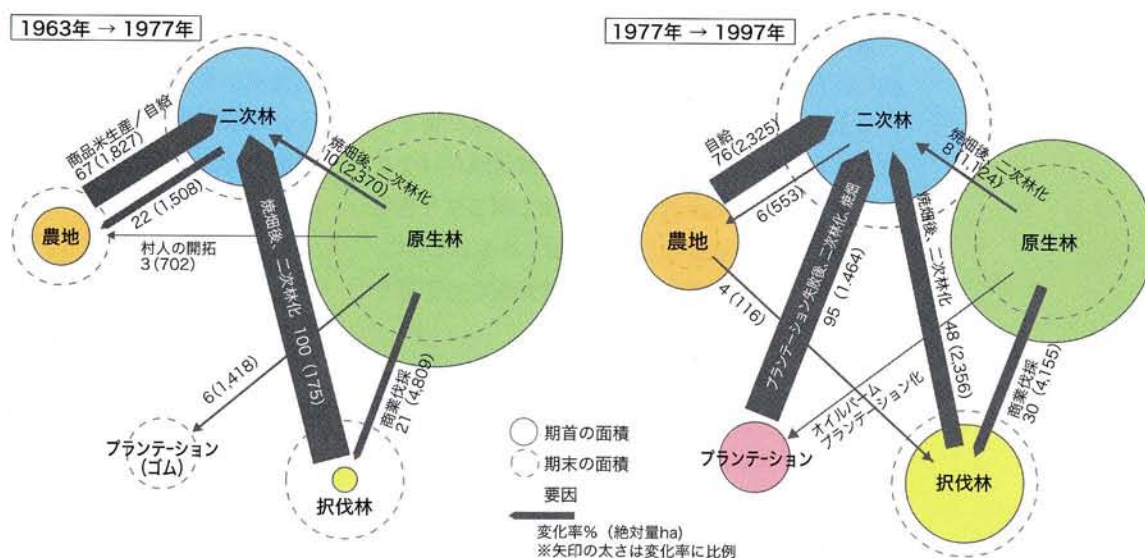 1963年 → 1977年
二次林
商品米生産／自給
67(1,827)
22 (1,508)
農地
村人の開拓
3 (702)
焼畑後、二次林化
10(2,370)
原生林
焼畑後、二次林化 100 (175)
6(1,418)
商業伐採
21 (4,809)
プランテーション
(ゴム)
択伐林
期首の面積
期末の面積
要因
変化率%（絶対量ha）
※矢印の太さは変化率に比例
1977年 → 1997年
二次林
自給
76(2,325)
6(553)
農地
4 (116)
焼畑後、二次林化
8(1,124)
原生林
プランテーション失敗後、二次林化、焼畑
95 (1,464)
焼畑後、二次林化 48 (2,356)
商業伐採
30 (4,155)
オイルパーム
プランテーション化
プランテーション
択伐林